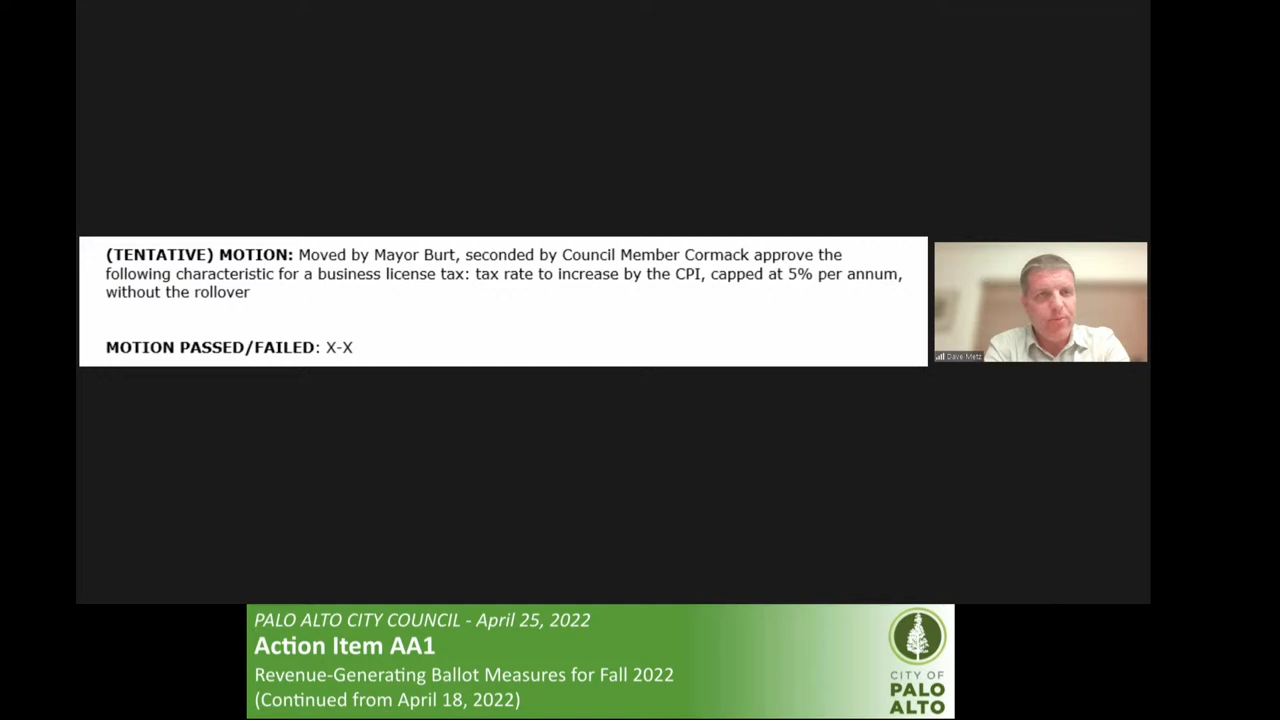 (TENTATIVE) MOTION: Moved by Mayor Burt, seconded by Council Member Cormack approve the
following characteristic for a business license tax: tax rate to increase by the CPI, capped at 5% per annum,
without the rollover
MOTION PASSED/FAILED: X-X
Dave Metz
PALO ALTO CITY COUNCIL - April 25, 2022
Action Item AA1
Revenue-Generating Ballot Measures for Fall 2022
(Continued from April 18, 2022)
CITY OF
PALO
ALTO